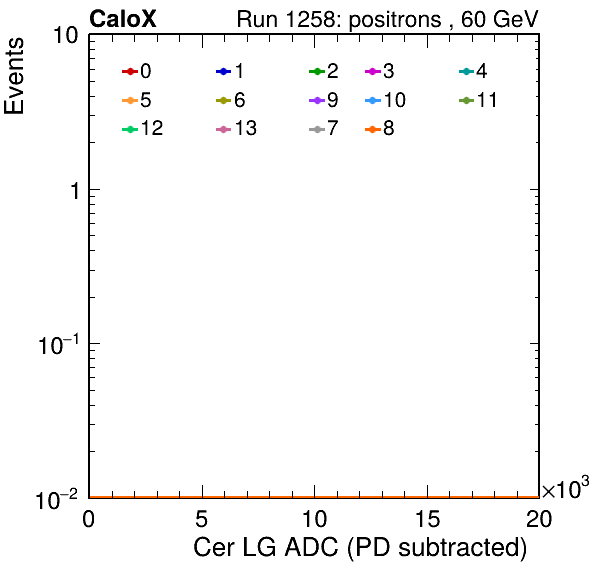 CaloX Run 1258: positrons , 60 GeV
Events
10
1
10⁻¹
10⁻²
0 1 2 3 4
5 6 9 10 11
12 13 7 8
0 5 10 15 20
×10³
Cer LG ADC (PD subtracted)